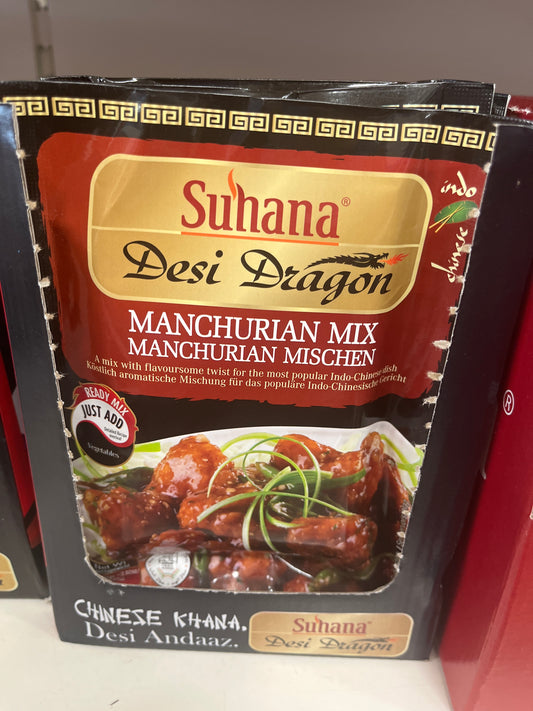 Suhana®
Desi Dragon
indo
chinese
MANCHURIAN MIX
MANCHURIAN MISCHEN
A mix with flavoursome twist for the most popular Indo-Chinese dish
Köstlich aromatische Mischung für das populäre Indo-Chinesische Gericht
READY MIX
JUST ADD
Vegetables
®
Net W
CHINESE KHANA.
Desi Andaaz.
Suhana
Desi Dragon